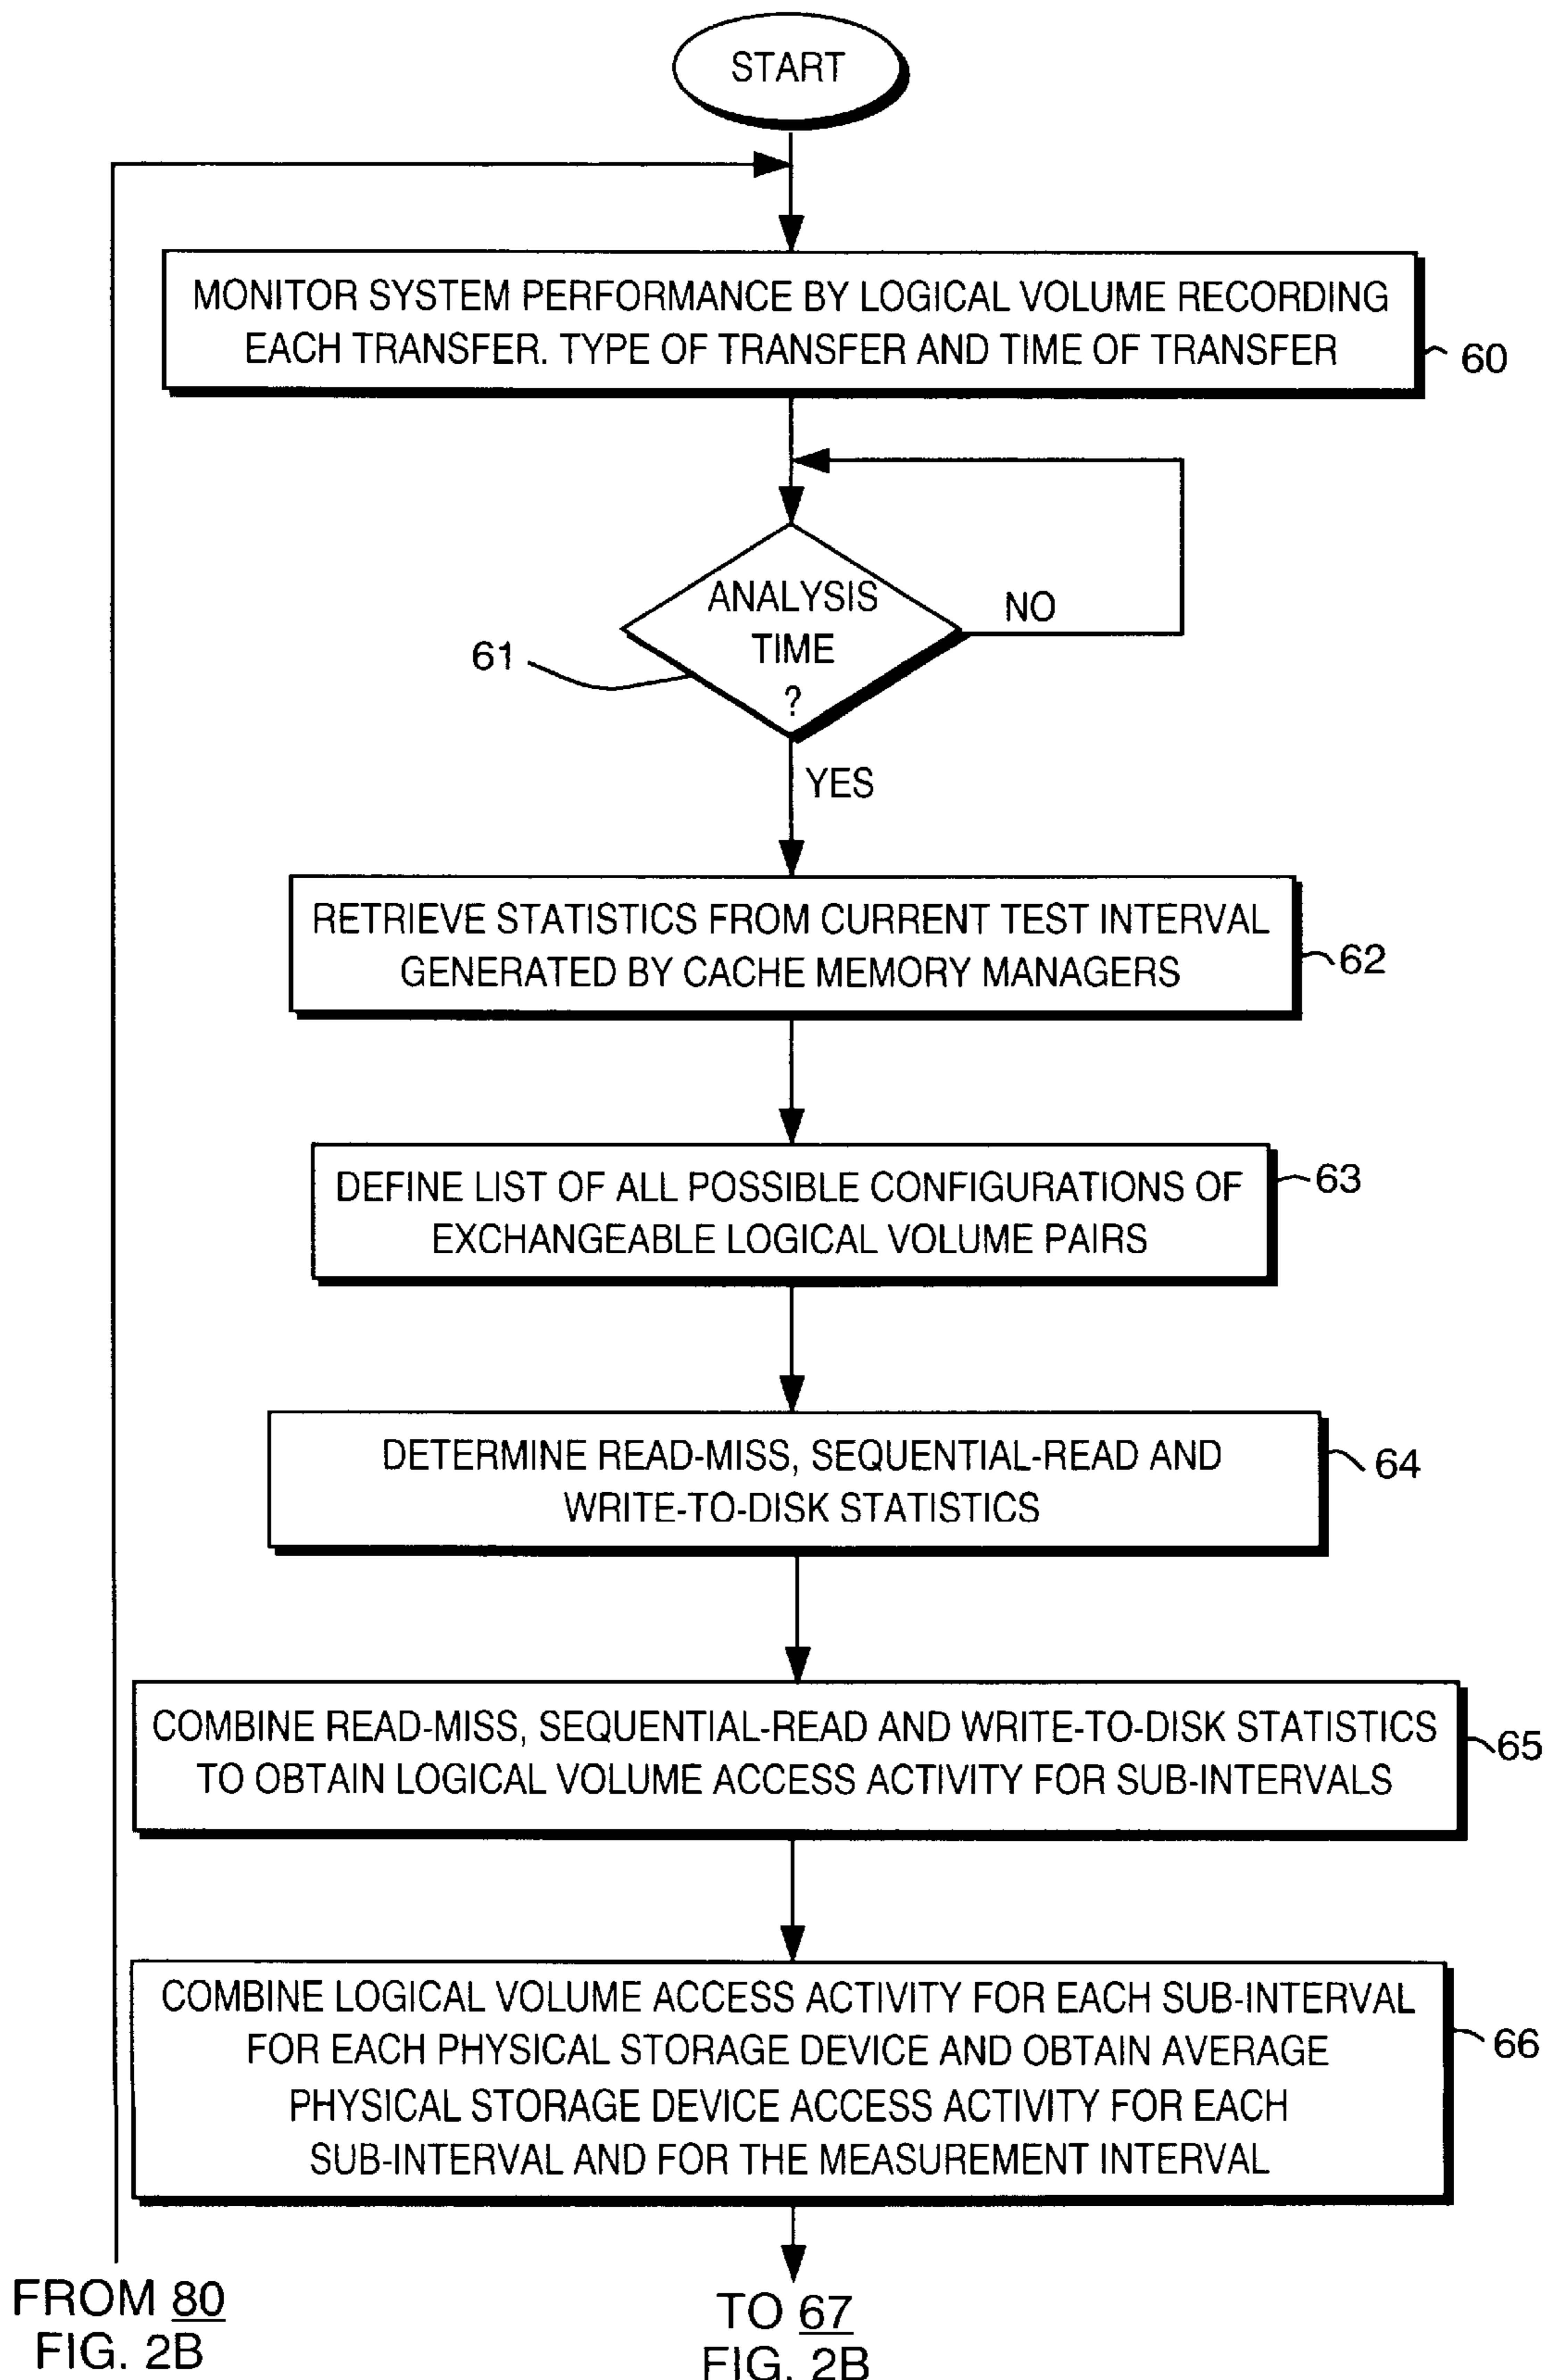 START
MONITOR SYSTEM PERFORMANCE BY LOGICAL VOLUME RECORDING
EACH TRANSFER. TYPE OF TRANSFER AND TIME OF TRANSFER
60
ANALYSIS
TIME
?
NO
61
YES
RETRIEVE STATISTICS FROM CURRENT TEST INTERVAL
GENERATED BY CACHE MEMORY MANAGERS
62
DEFINE LIST OF ALL POSSIBLE CONFIGURATIONS OF
EXCHANGEABLE LOGICAL VOLUME PAIRS
63
DETERMINE READ-MISS, SEQUENTIAL-READ AND
WRITE-TO-DISK STATISTICS
64
COMBINE READ-MISS, SEQUENTIAL-READ AND WRITE-TO-DISK STATISTICS
TO OBTAIN LOGICAL VOLUME ACCESS ACTIVITY FOR SUB-INTERVALS
65
COMBINE LOGICAL VOLUME ACCESS ACTIVITY FOR EACH SUB-INTERVAL
FOR EACH PHYSICAL STORAGE DEVICE AND OBTAIN AVERAGE
PHYSICAL STORAGE DEVICE ACCESS ACTIVITY FOR EACH
SUB-INTERVAL AND FOR THE MEASUREMENT INTERVAL
66
FROM 80
FIG. 2B
TO 67
FIG. 2B